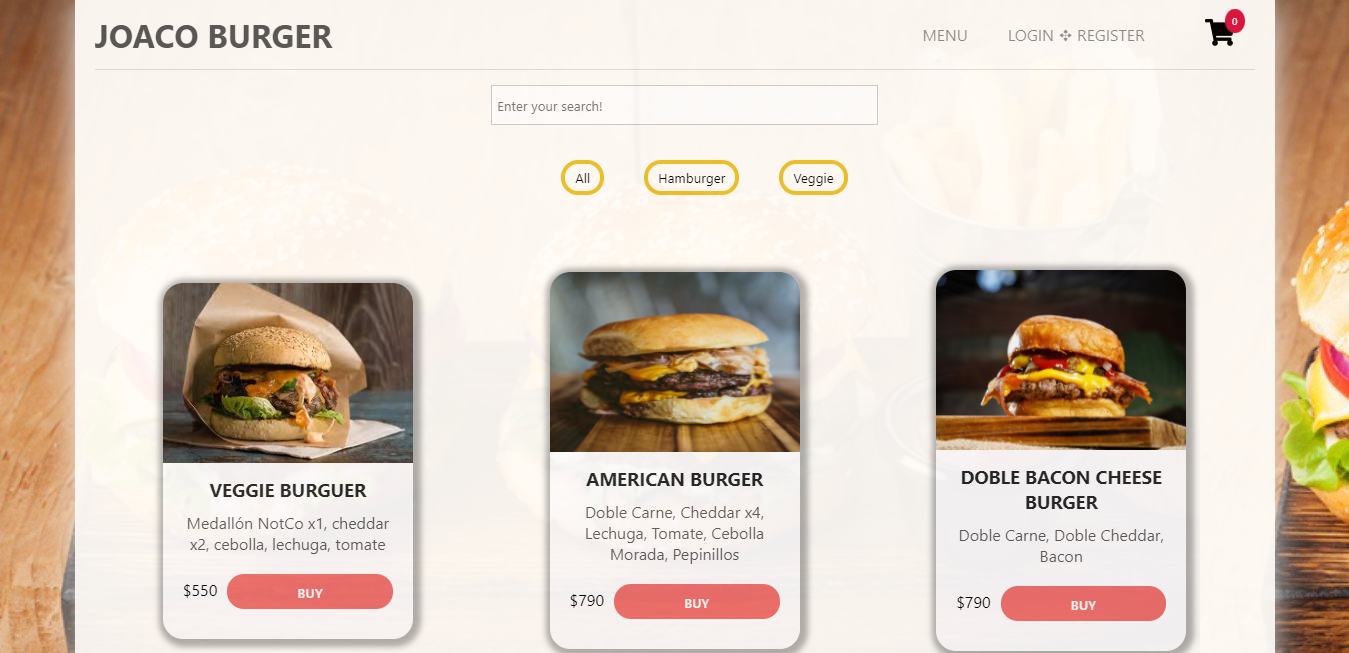 JOACO BURGER
MENU
LOGIN ✣ REGISTER
0
Enter your search!
All
Hamburger
Veggie
VEGGIE BURGUER
Medallón NotCo x1, cheddar
x2, cebolla, lechuga, tomate
$550
BUY
AMERICAN BURGER
Doble Carne, Cheddar x4,
Lechuga, Tomate, Cebolla
Morada, Pepinillos
$790
BUY
DOBLE BACON CHEESE
BURGER
Doble Carne, Doble Cheddar,
Bacon
$790
BUY